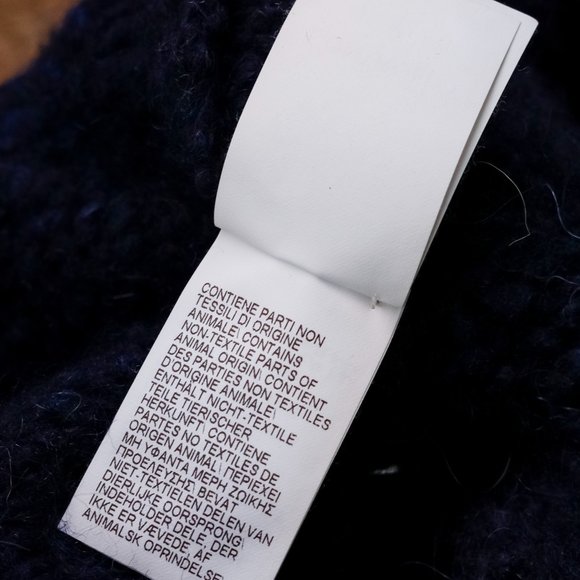 CONTIENE PARTI NON
TESSILI DI ORIGINE
ANIMALE! CONTAINS
NON-TEXTILE PARTS OF
ANIMAL ORIGIN! CONTIENT
DES PARTIES NON TEXTILES
D'ORIGINE ANIMALE!
ENTHÄLT NICHT-TEXTILE
TEILE TIERISCHER
HERKUNFT! CONTIENE
PARTES NO TEXTILES DE
ORIGEN ANIMAL! ΠΕΡΙΕΧΕΙ
ΜΗ ΥΦΑΝΤΑ ΜΕΡΗ ΖΩΙΚΗΣ
ΠΡΟΕΛΕΥΣΗΣ! BEVAT
NIET-TEXTIELEN DELEN VAN
DIERLIJKE OORSPRONG!
INDEHOLDER DELE, DER
IKKE ER VÆVEDE, AF
ANIMALSK OPRINDELSE!